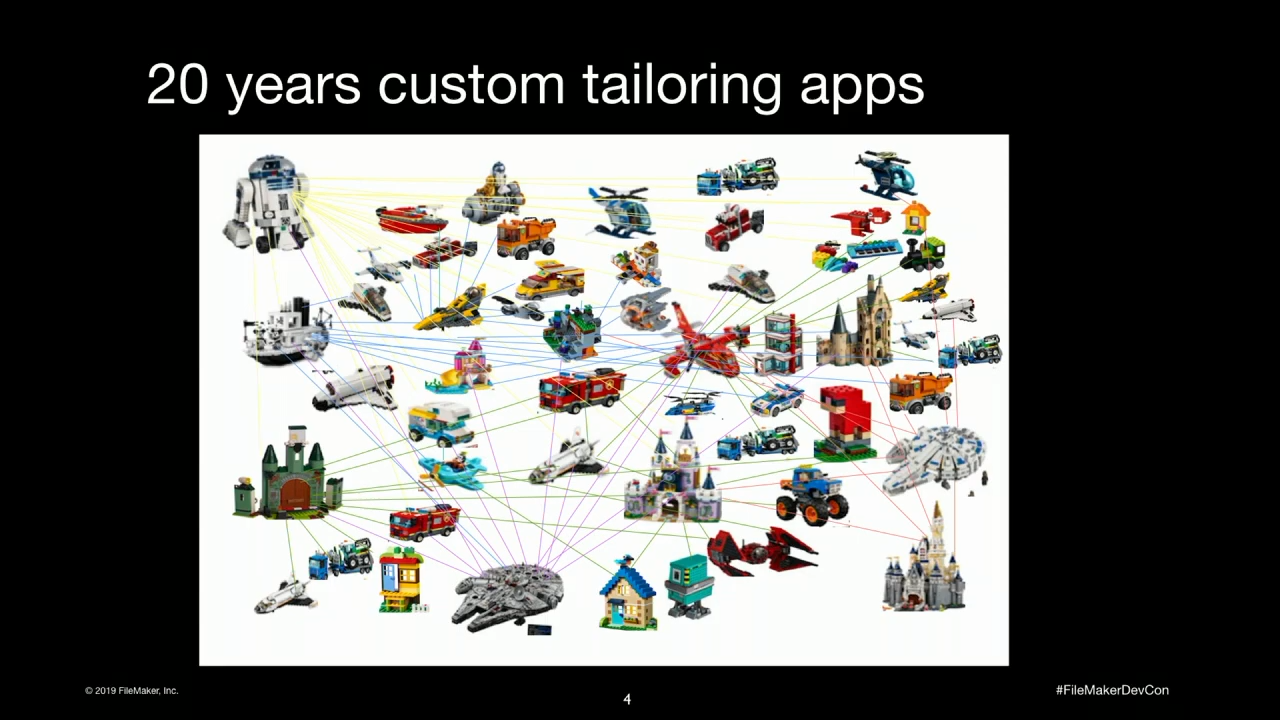 20 years custom tailoring apps
© 2019 FileMaker, Inc.
4
#FileMakerDevCon